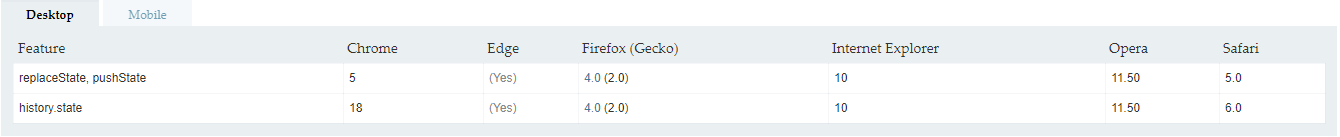 Desktop Mobile
Feature Chrome Edge Firefox (Gecko) Internet Explorer Opera Safari
replaceState, pushState 5 (Yes) 4.0 (2.0) 10 11.50 5.0
history.state 18 (Yes) 4.0 (2.0) 10 11.50 6.0